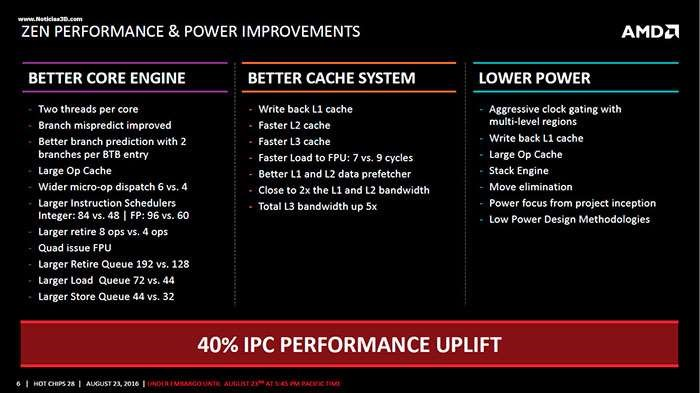 www.Noticias3D.com
ZEN PERFORMANCE & POWER IMPROVEMENTS
AMD
BETTER CORE ENGINE
- Two threads per core
- Branch mispredict improved
- Better branch prediction with 2
branches per BTB entry
- Large Op Cache
- Wider micro-op dispatch 6 vs. 4
- Larger Instruction Schedulers
Integer: 84 vs. 48 | FP: 96 vs. 60
- Larger retire 8 ops vs. 4 ops
- Quad issue FPU
- Larger Retire Queue 192 vs. 128
- Larger Load Queue 72 vs. 44
- Larger Store Queue 44 vs. 32
BETTER CACHE SYSTEM
- Write back L1 cache
- Faster L2 cache
- Faster L3 cache
- Faster Load to FPU: 7 vs. 9 cycles
- Better L1 and L2 data prefetcher
- Close to 2x the L1 and L2 bandwidth
- Total L3 bandwidth up 5x
LOWER POWER
- Aggressive clock gating with
multi-level regions
- Write back L1 cache
- Large Op Cache
- Stack Engine
- Move elimination
- Power focus from project inception
- Low Power Design Methodologies
40% IPC PERFORMANCE UPLIFT
6 | HOT CHIPS 28 | AUGUST 23, 2016 | UNDER EMBARGO UNTIL AUGUST 23RD AT 5:45 PM PACIFIC TIME